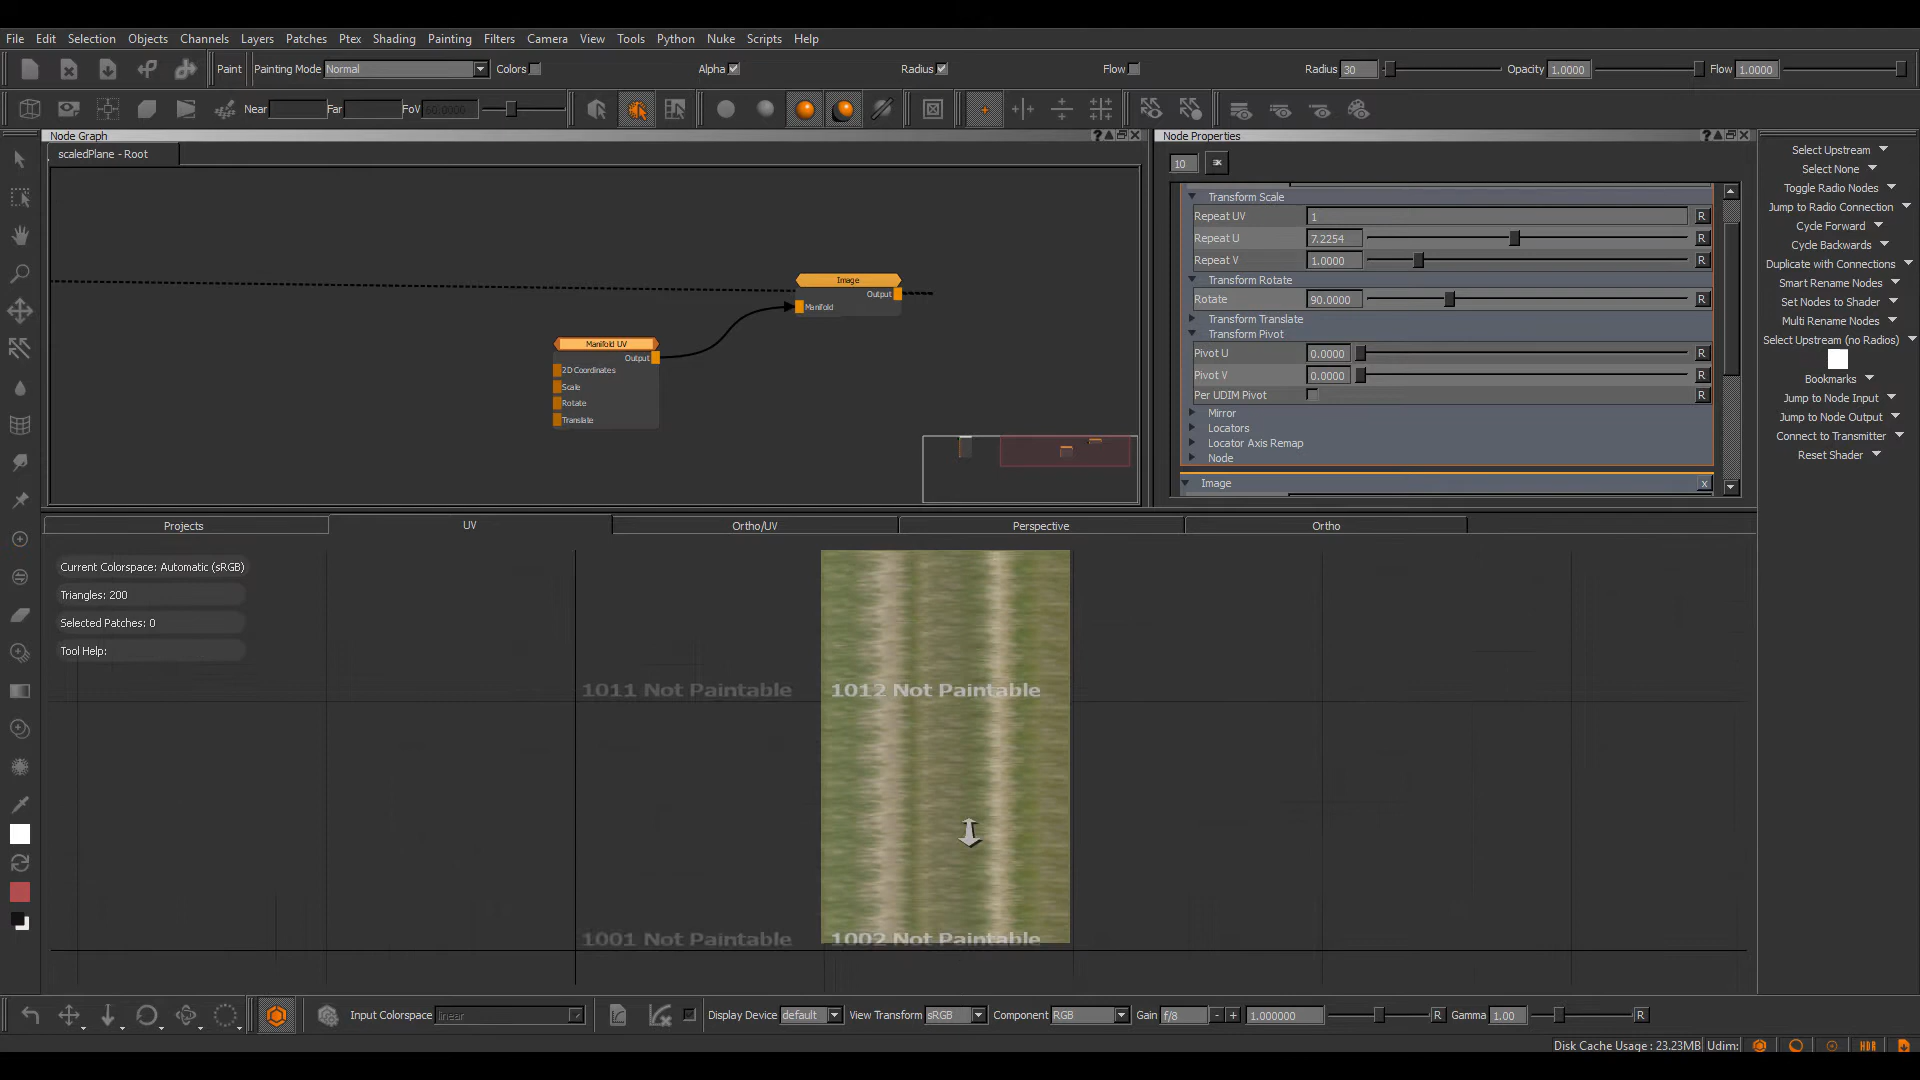 File Edit Selection Objects Channels Layers Patches Ptex Shading Painting Filters Camera View Tools Python Nuke Scripts Help
Paint Painting Mode Normal Colors Alpha Radius Flow Radius 30 Opacity 1.0000 Flow 1.0000
Near Far FoV 60.0000
Node Graph
scaledPlane - Root
Image
Output
Manifold
Manifold UV
Output
2D Coordinates
Scale
Rotate
Translate
Node Properties
10
Transform Scale
Repeat UV 1 R
Repeat U 7.2254 R
Repeat V 1.0000 R
Transform Rotate
Rotate 90.0000 R
Transform Translate
Transform Pivot
Pivot U 0.0000 R
Pivot V 0.0000 R
Per UDIM Pivot R
Mirror
Locators
Locator Axis Remap
Node
Image x
Select Upstream
Select None
Toggle Radio Nodes
Jump to Radio Connection
Cycle Forward
Cycle Backwards
Duplicate with Connections
Smart Rename Nodes
Set Nodes to Shader
Multi Rename Nodes
Select Upstream (no Radios)
Bookmarks
Jump to Node Input
Jump to Node Output
Connect to Transmitter
Reset Shader
Projects UV Ortho/UV Perspective Ortho
Current Colorspace: Automatic (sRGB)
Triangles: 200
Selected Patches: 0
Tool Help:
1011 Not Paintable 1012 Not Paintable
1001 Not Paintable 1002 Not Paintable
Input Colorspace linear Display Device default View Transform sRGB Component RGB Gain f/8 - + 1.000000 R Gamma 1.00 R
Disk Cache Usage : 23.23MB Udim: HDR